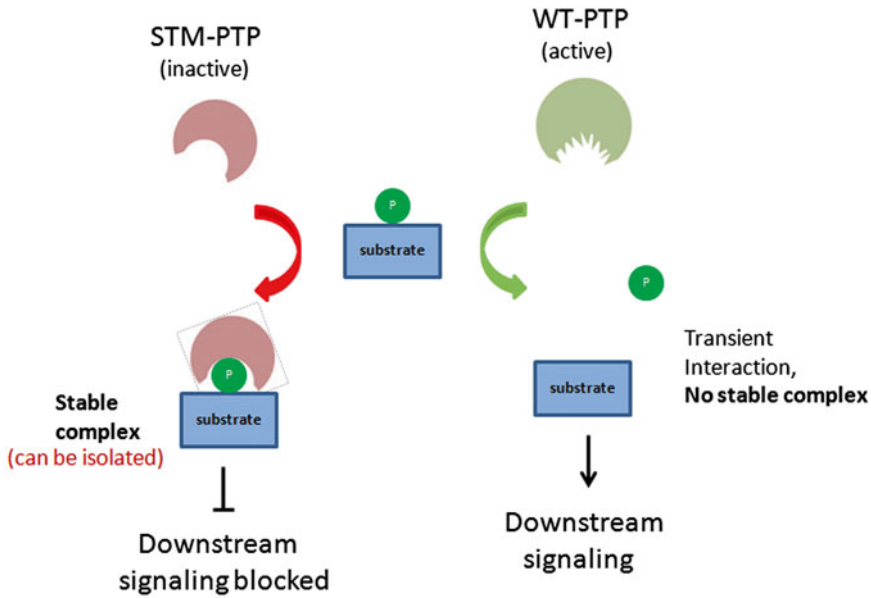 STM-PTP
(inactive)
WT-PTP
(active)
P
substrate
P
Transient
Interaction,
No stable complex
P
substrate
substrate
Stable
complex
(can be isolated)
Downstream
signaling blocked
Downstream
signaling